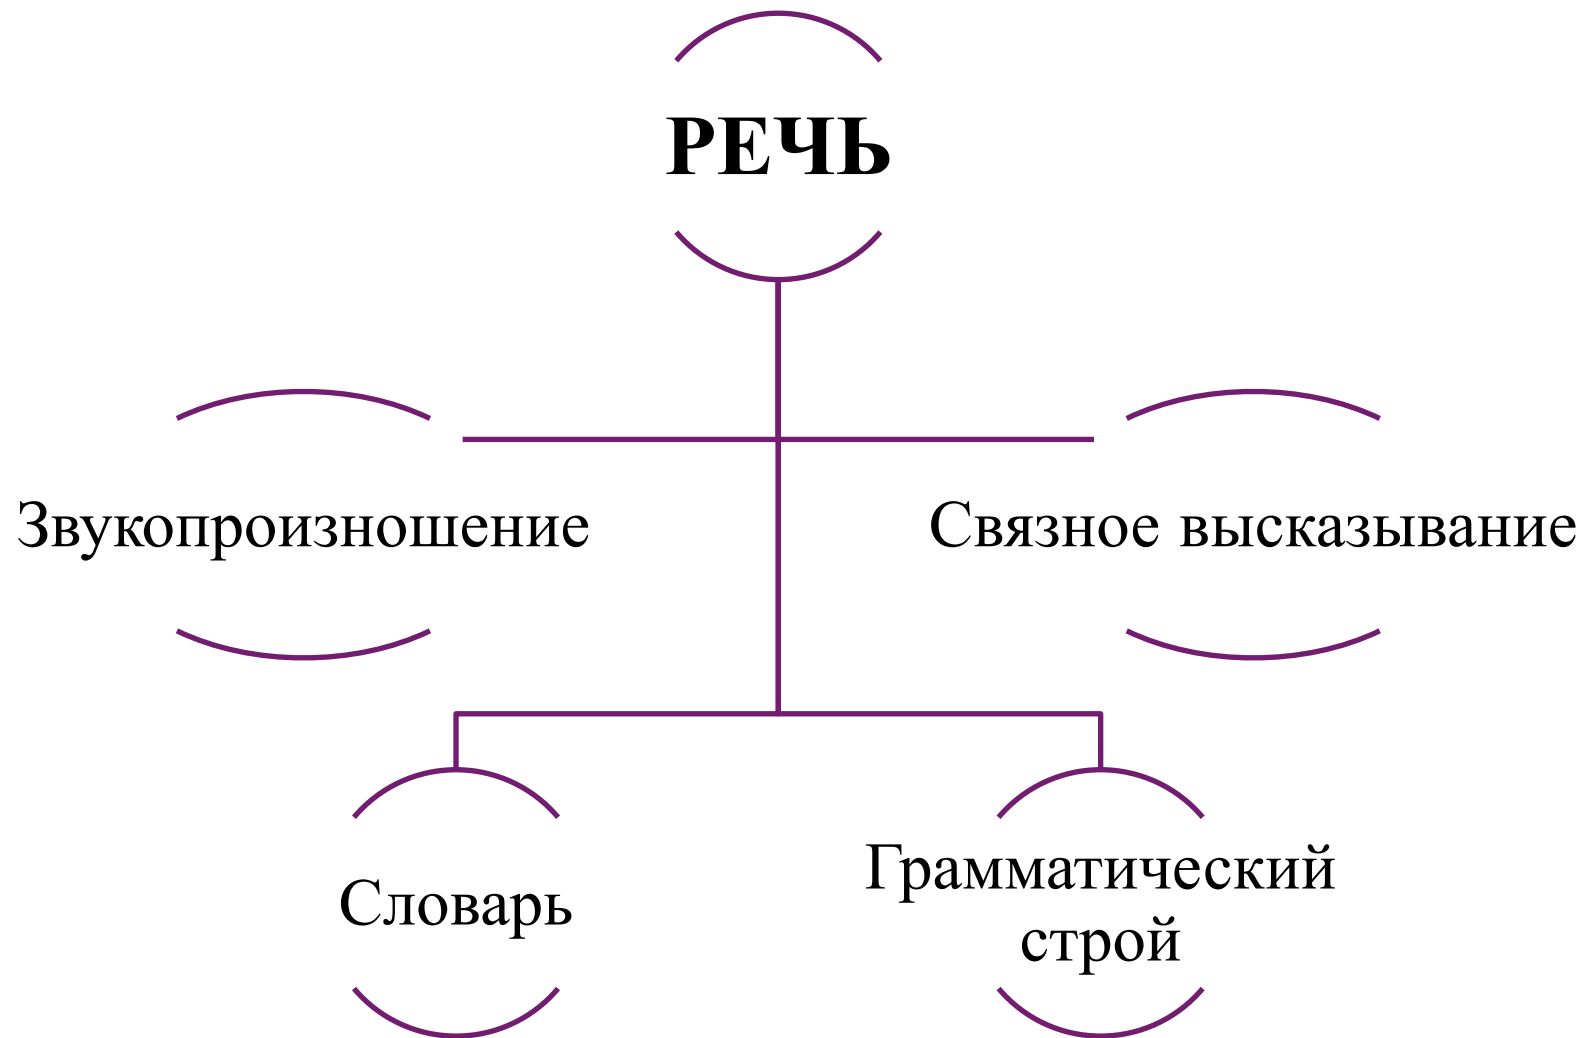 РЕЧЬ
Звукопроизношение
Связное высказывание
Словарь
Грамматический
строй